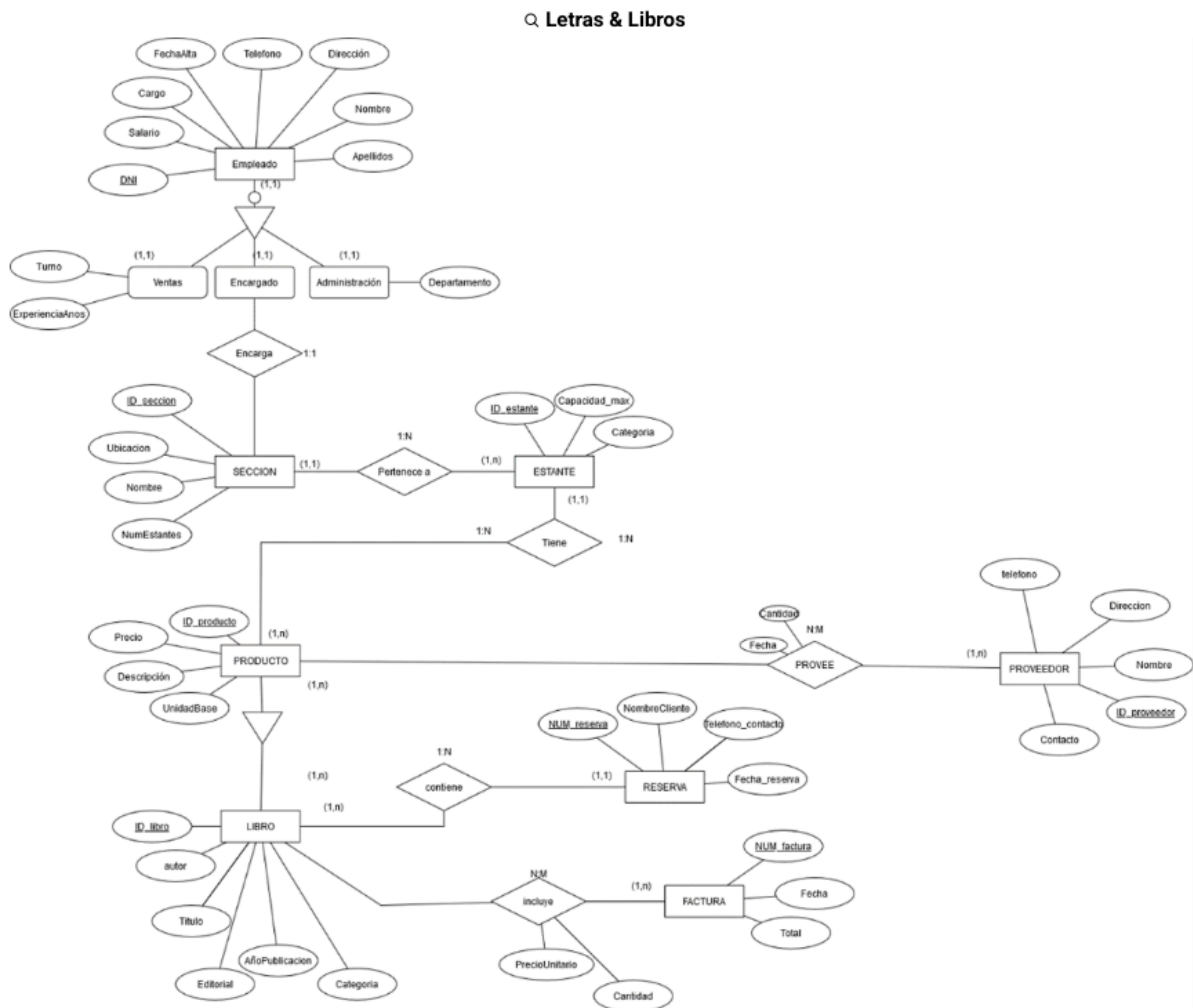 Letras & Libros
FechaAlta
Telefono
Dirección
Cargo
Nombre
Salario
Apellidos
DNI
Empleado
(1,1)
(1,1)
(1,1)
(1,1)
Turno
Ventas
Encargado
Administración
Departamento
ExperienciaAnos
Encarga
1:1
ID_seccion
ID_estante
Capacidad_max
Categoria
Ubicacion
1:N
SECCION
(1,1)
Pertenece a
(1,n)
ESTANTE
Nombre
(1,1)
NumEstantes
1:N
Tiene
1:N
telefono
ID_producto
Cantidad
Direccion
Precio
(1,n)
Fecha
N:M
PRODUCTO
PROVEE
(1,n)
PROVEEDOR
Nombre
Descripción
(1,n)
UnidadBase
ID_proveedor
NUM_reserva
NombreCliente
Telefono_contacto
Contacto
1:N
(1,n)
contiene
(1,1)
RESERVA
Fecha_reserva
(1,n)
ID_libro
LIBRO
NUM_factura
autor
N:M
(1,n)
incluye
FACTURA
Fecha
Titulo
Total
AñoPublicacion
PrecioUnitario
Editorial
Categoria
Cantidad